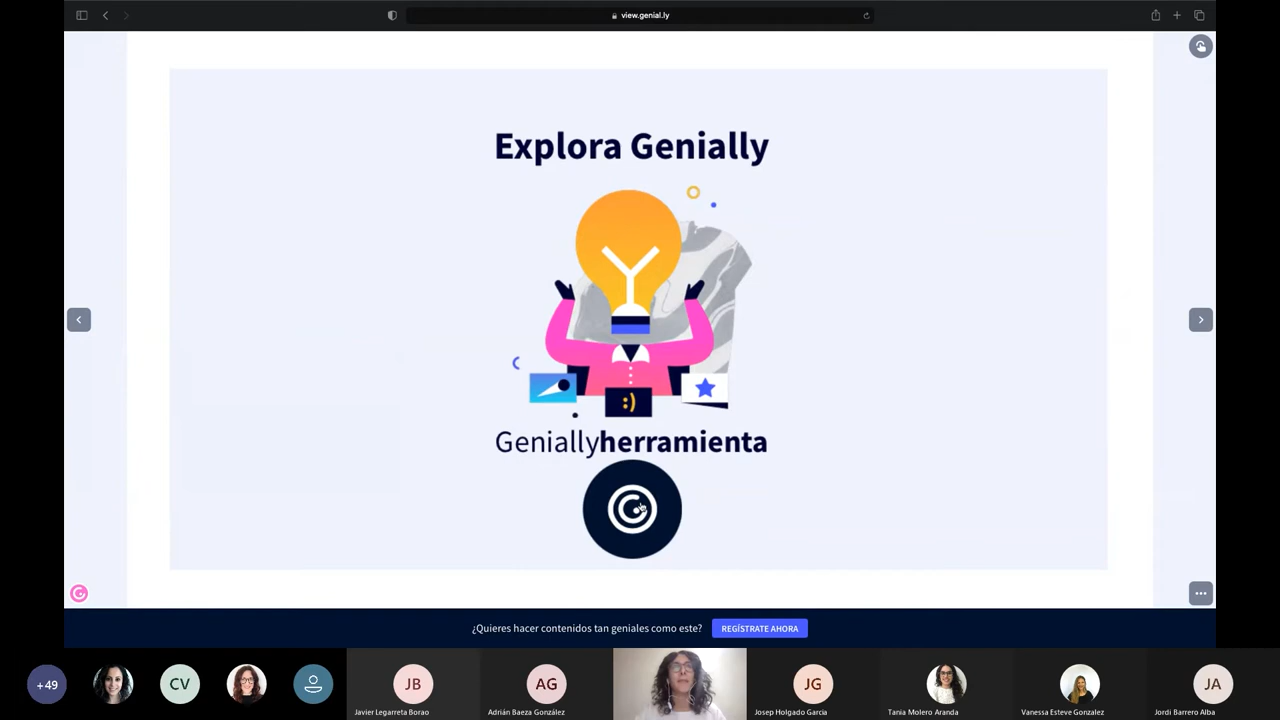 view.genial.ly
Explora Genially
:)
Geniallyherramienta
¿Quieres hacer contenidos tan geniales como este?
REGÍSTRATE AHORA
+49
CV
JB
Javier Legarreta Borao
AG
Adrián Baeza González
JG
Josep Holgado Garcia
Tania Molero Aranda
Vanessa Esteve Gonzalez
JA
Jordi Barrero Alba